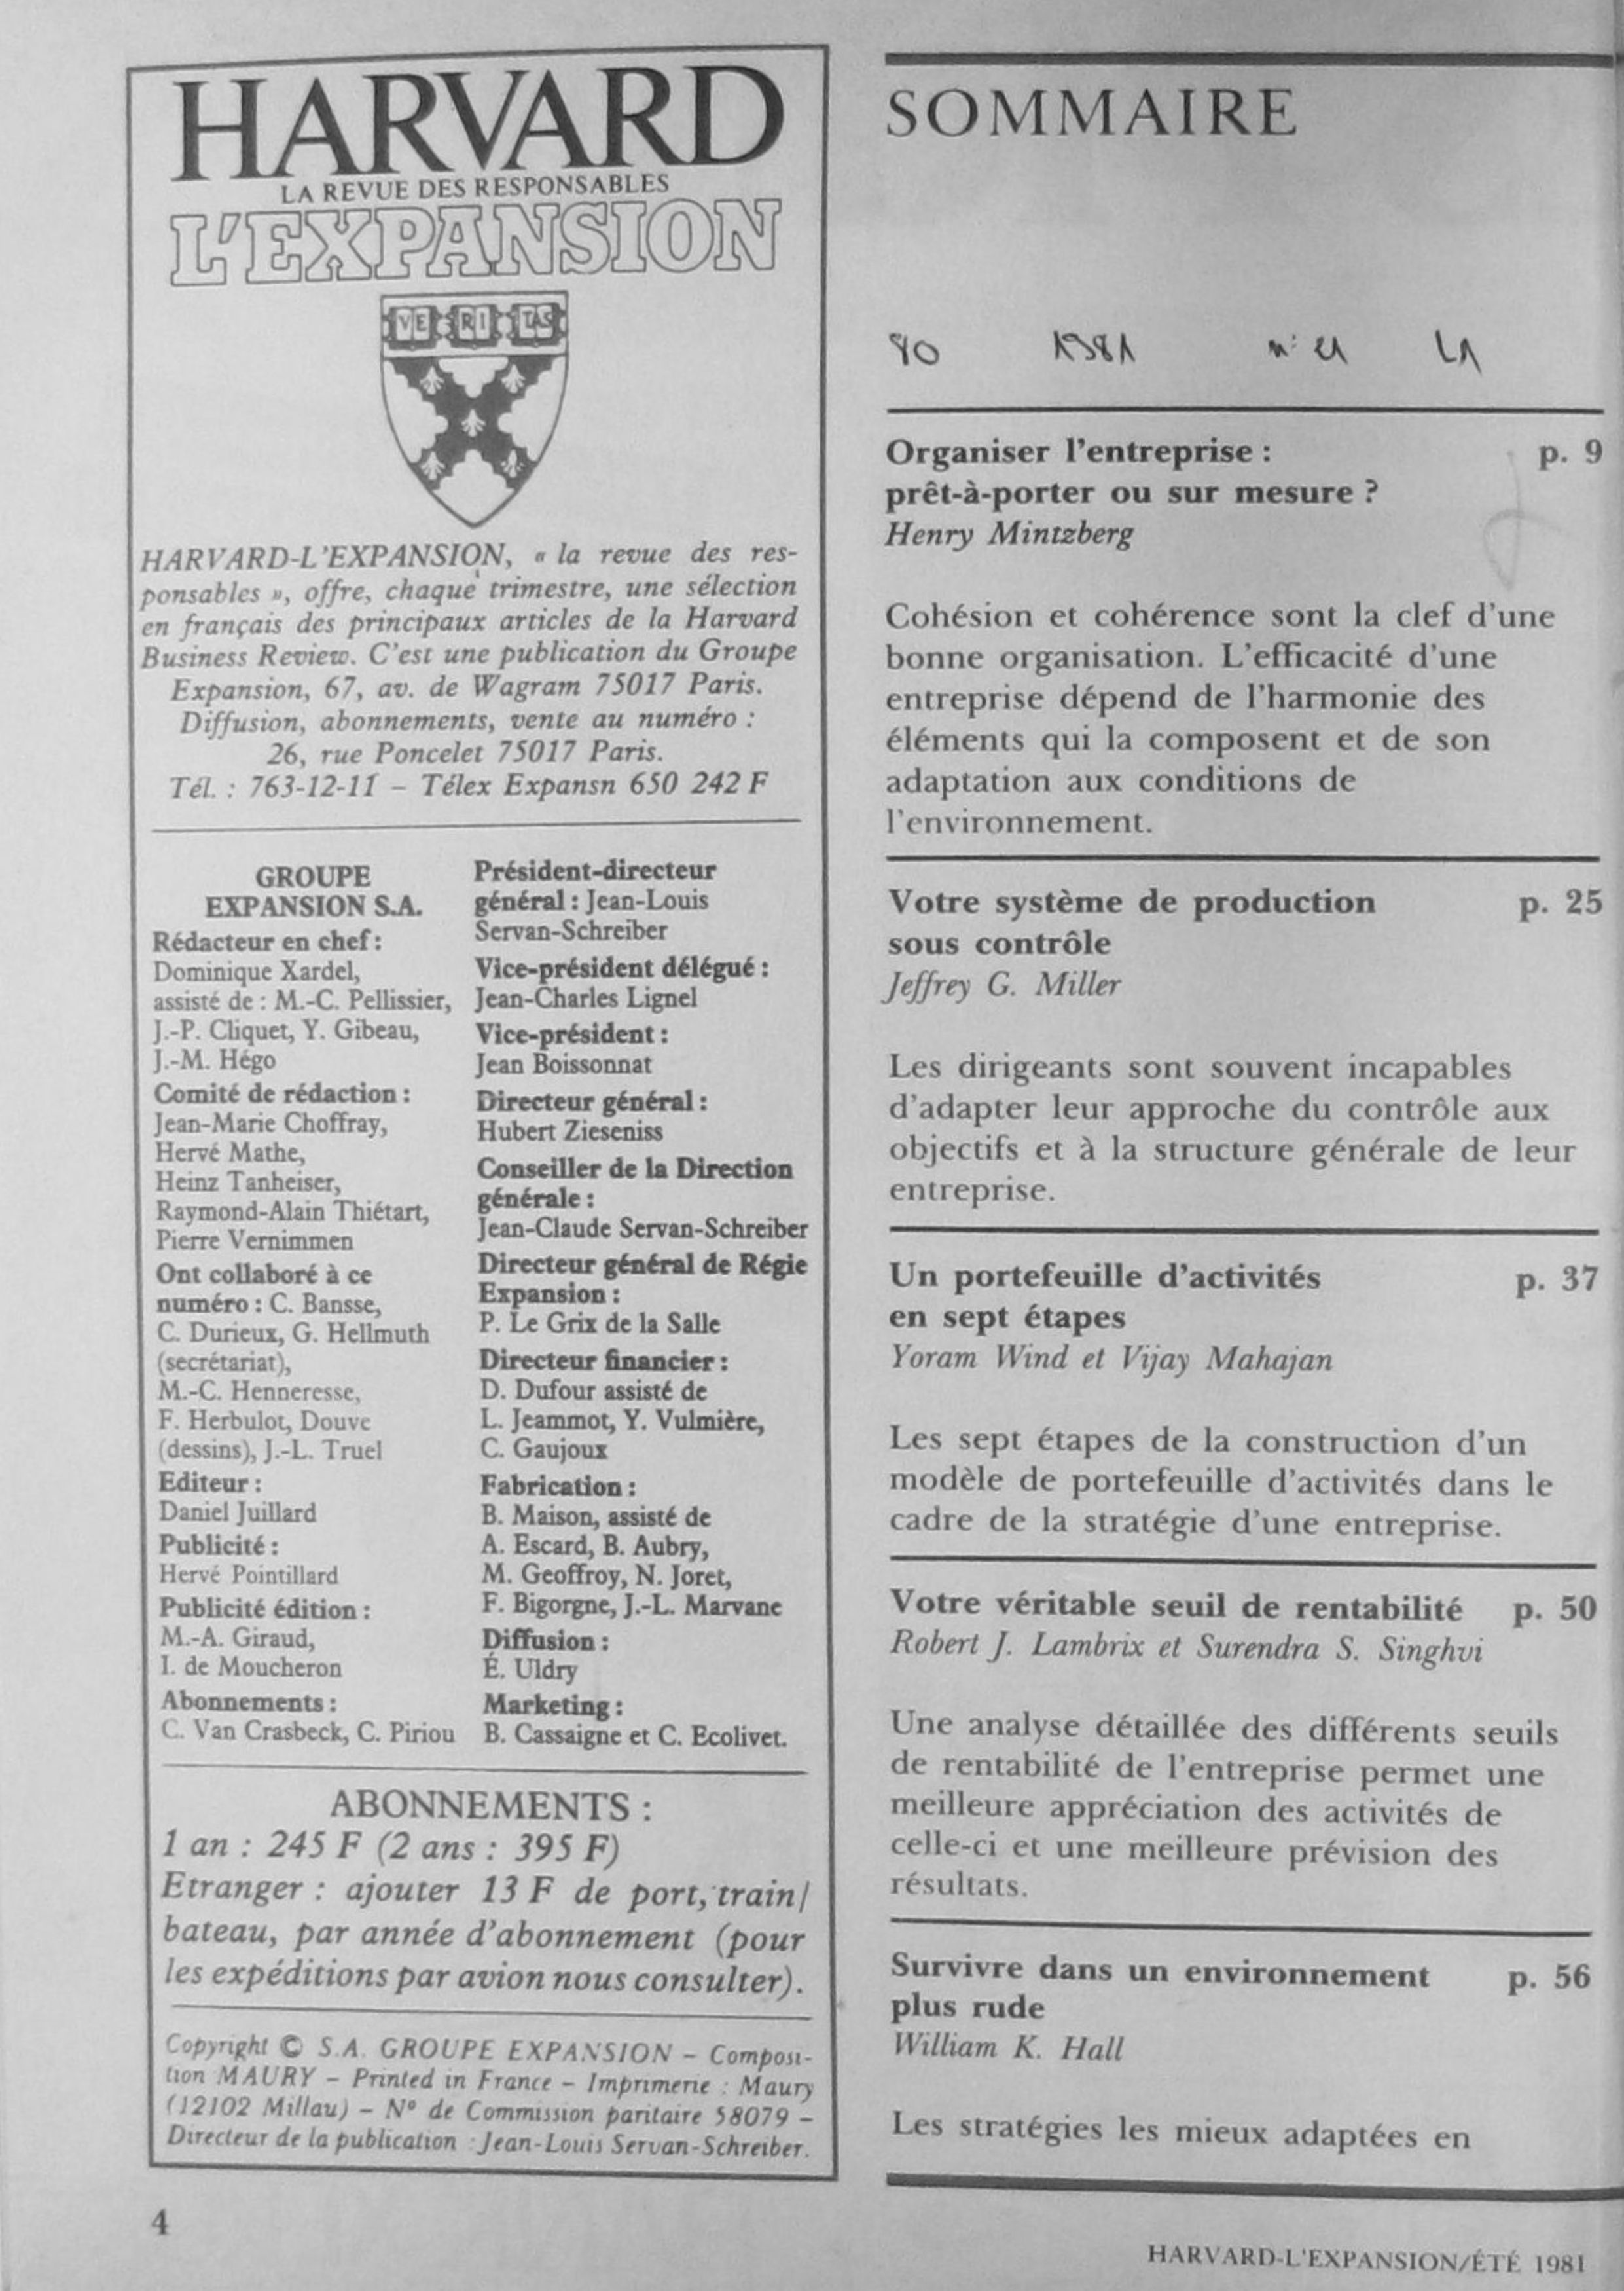 HARVARD
LA REVUE DES RESPONSABLES
L'EXPANSION
VE RI TAS
HARVARD-L'EXPANSION, « la revue des res-
ponsables », offre, chaque trimestre, une sélection
en français des principaux articles de la Harvard
Business Review. C'est une publication du Groupe
Expansion, 67, av. de Wagram 75017 Paris.
Diffusion, abonnements, vente au numéro :
26, rue Poncelet 75017 Paris.
Tél. : 763-12-11 – Télex Expansn 650 242 F
GROUPE
EXPANSION S.A.
Rédacteur en chef :
Dominique Xardel,
assisté de : M.-C. Pellissier,
J.-P. Cliquet, Y. Gibeau,
J.-M. Hégo
Comité de rédaction :
Jean-Marie Choffray,
Hervé Mathe,
Heinz Tanheiser,
Raymond-Alain Thiétart,
Pierre Vernimmen
Ont collaboré à ce
numéro : C. Bansse,
C. Durieux, G. Hellmuth
(secrétariat),
M.-C. Henneresse,
F. Herbulot, Douve
(dessins), J.-L. Truel
Editeur :
Daniel Juillard
Publicité :
Hervé Pointillard
Publicité édition :
M.-A. Giraud,
I. de Moucheron
Abonnements :
C. Van Crasbeck, C. Piriou
Président-directeur
général : Jean-Louis
Servan-Schreiber
Vice-président délégué :
Jean-Charles Lignel
Vice-président :
Jean Boissonnat
Directeur général :
Hubert Zieseniss
Conseiller de la Direction
générale :
Jean-Claude Servan-Schreiber
Directeur général de Régie
Expansion :
P. Le Grix de la Salle
Directeur financier :
D. Dufour assisté de
L. Jeammot, Y. Vulmière,
C. Gaujoux
Fabrication :
B. Maison, assisté de
A. Escard, B. Aubry,
M. Geoffroy, N. Joret,
F. Bigorgne, J.-L. Marvane
Diffusion :
É. Uldry
Marketing :
B. Cassaigne et C. Ecolivet.
ABONNEMENTS :
1 an : 245 F (2 ans : 395 F)
Etranger : ajouter 13 F de port, train/
bateau, par année d'abonnement (pour
les expéditions par avion nous consulter).
Copyright © S.A. GROUPE EXPANSION – Composi-
tion MAURY – Printed in France – Imprimerie : Maury
(12102 Millau) – N° de Commission paritaire 58079 –
Directeur de la publication : Jean-Louis Servan-Schreiber.
4
SOMMAIRE
1981 n° 21
Organiser l'entreprise : p. 9
prêt-à-porter ou sur mesure ?
Henry Mintzberg
Cohésion et cohérence sont la clef d'une
bonne organisation. L'efficacité d'une
entreprise dépend de l'harmonie des
éléments qui la composent et de son
adaptation aux conditions de
l'environnement.
Votre système de production p. 25
sous contrôle
Jeffrey G. Miller
Les dirigeants sont souvent incapables
d'adapter leur approche du contrôle aux
objectifs et à la structure générale de leur
entreprise.
Un portefeuille d'activités p. 37
en sept étapes
Yoram Wind et Vijay Mahajan
Les sept étapes de la construction d'un
modèle de portefeuille d'activités dans le
cadre de la stratégie d'une entreprise.
Votre véritable seuil de rentabilité p. 50
Robert J. Lambrix et Surendra S. Singhvi
Une analyse détaillée des différents seuils
de rentabilité de l'entreprise permet une
meilleure appréciation des activités de
celle-ci et une meilleure prévision des
résultats.
Survivre dans un environnement p. 56
plus rude
William K. Hall
Les stratégies les mieux adaptées en
HARVARD-L'EXPANSION/ÉTÉ 1981